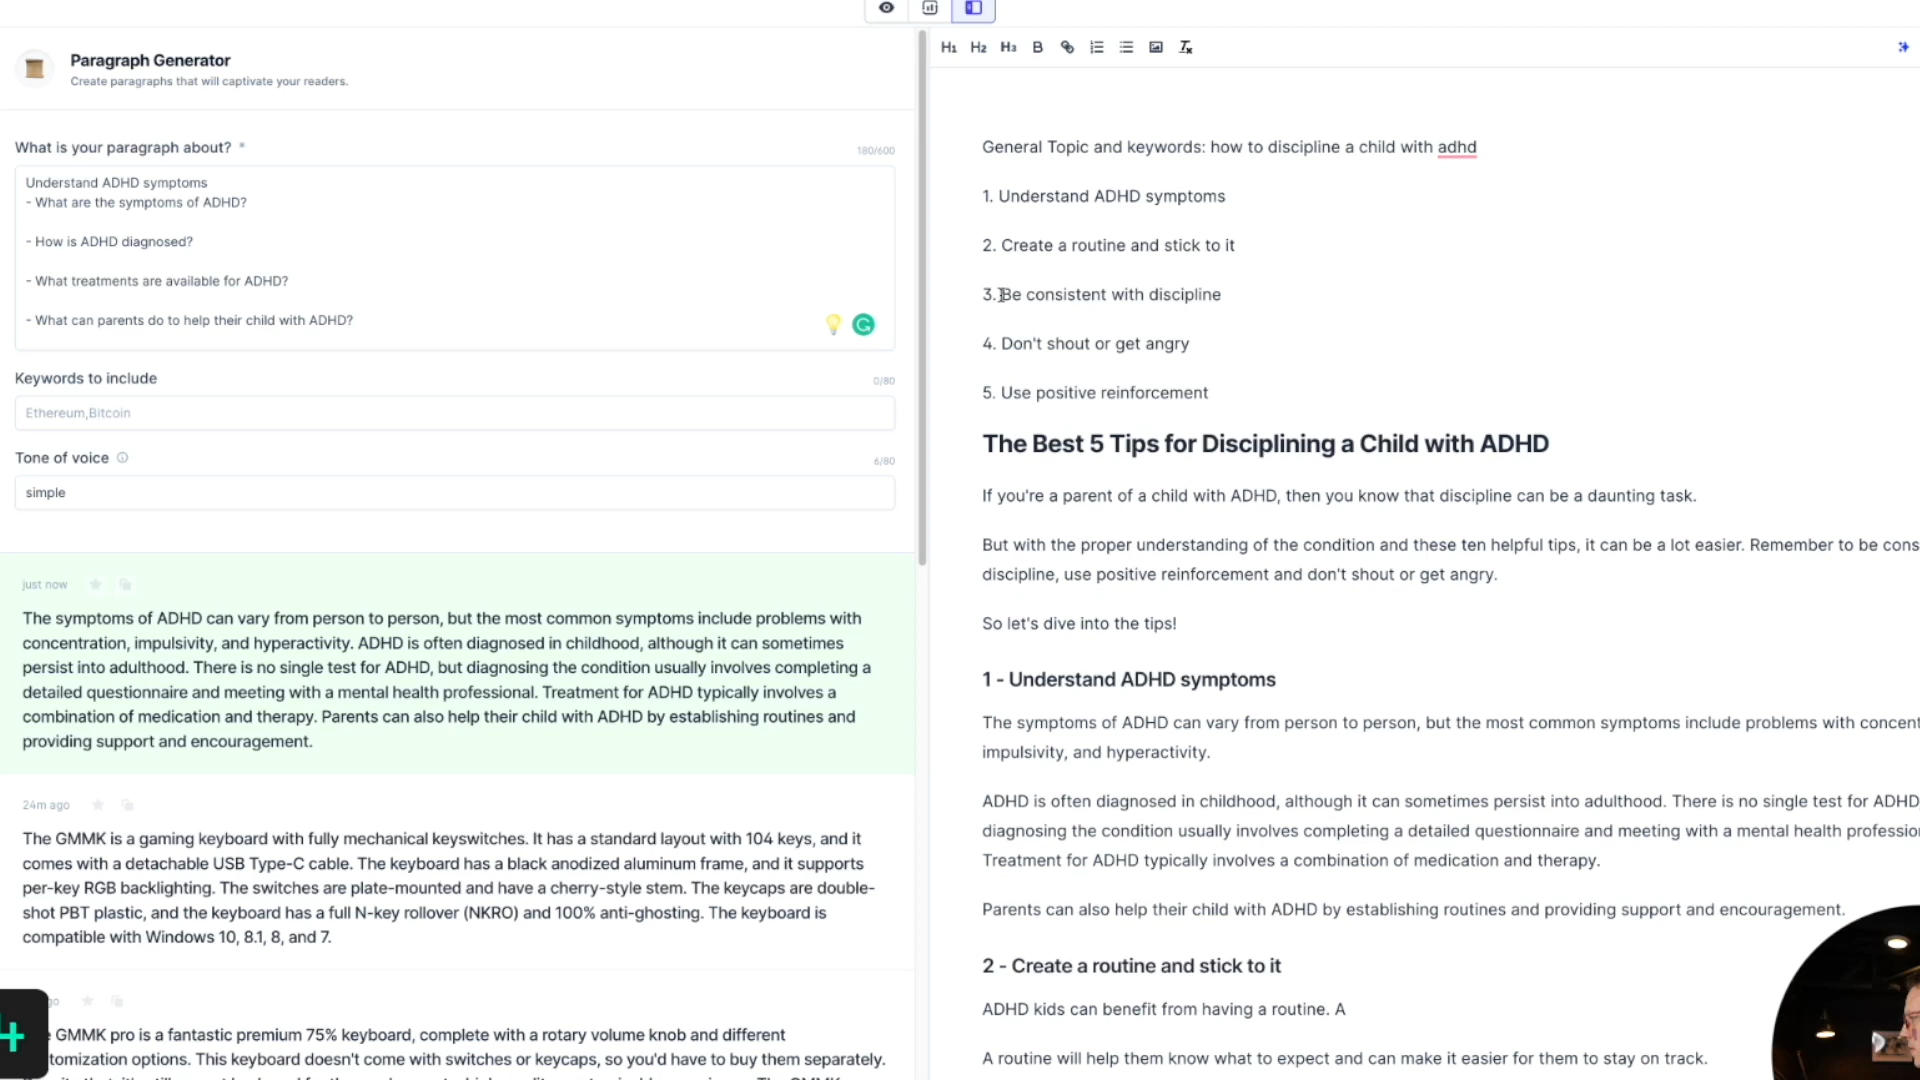 Paragraph Generator
Create paragraphs that will captivate your readers.
What is your paragraph about? *
180/600
Understand ADHD symptoms
- What are the symptoms of ADHD?
- How is ADHD diagnosed?
- What treatments are available for ADHD?
- What can parents do to help their child with ADHD?
Keywords to include
0/80
Ethereum,Bitcoin
Tone of voice
6/80
simple
just now
The symptoms of ADHD can vary from person to person, but the most common symptoms include problems with
concentration, impulsivity, and hyperactivity. ADHD is often diagnosed in childhood, although it can sometimes
persist into adulthood. There is no single test for ADHD, but diagnosing the condition usually involves completing a
detailed questionnaire and meeting with a mental health professional. Treatment for ADHD typically involves a
combination of medication and therapy. Parents can also help their child with ADHD by establishing routines and
providing support and encouragement.
24m ago
The GMMK is a gaming keyboard with fully mechanical keyswitches. It has a standard layout with 104 keys, and it
comes with a detachable USB Type-C cable. The keyboard has a black anodized aluminum frame, and it supports
per-key RGB backlighting. The switches are plate-mounted and have a cherry-style stem. The keycaps are double-
shot PBT plastic, and the keyboard has a full N-key rollover (NKRO) and 100% anti-ghosting. The keyboard is
compatible with Windows 10, 8.1, 8, and 7.
GMMK pro is a fantastic premium 75% keyboard, complete with a rotary volume knob and different
options. This keyboard doesn't come with switches or keycaps, so you'd have to buy them separately.
H1 H2 H3 B
General Topic and keywords: how to discipline a child with adhd
1. Understand ADHD symptoms
2. Create a routine and stick to it
3. Be consistent with discipline
4. Don't shout or get angry
5. Use positive reinforcement
The Best 5 Tips for Disciplining a Child with ADHD
If you're a parent of a child with ADHD, then you know that discipline can be a daunting task.
But with the proper understanding of the condition and these ten helpful tips, it can be a lot easier. Remember to be cons
discipline, use positive reinforcement and don't shout or get angry.
So let's dive into the tips!
1 - Understand ADHD symptoms
The symptoms of ADHD can vary from person to person, but the most common symptoms include problems with concent
impulsivity, and hyperactivity.
ADHD is often diagnosed in childhood, although it can sometimes persist into adulthood. There is no single test for ADHD
diagnosing the condition usually involves completing a detailed questionnaire and meeting with a mental health professio
Treatment for ADHD typically involves a combination of medication and therapy.
Parents can also help their child with ADHD by establishing routines and providing support and encouragement.
2 - Create a routine and stick to it
ADHD kids can benefit from having a routine. A
A routine will help them know what to expect and can make it easier for them to stay on track.